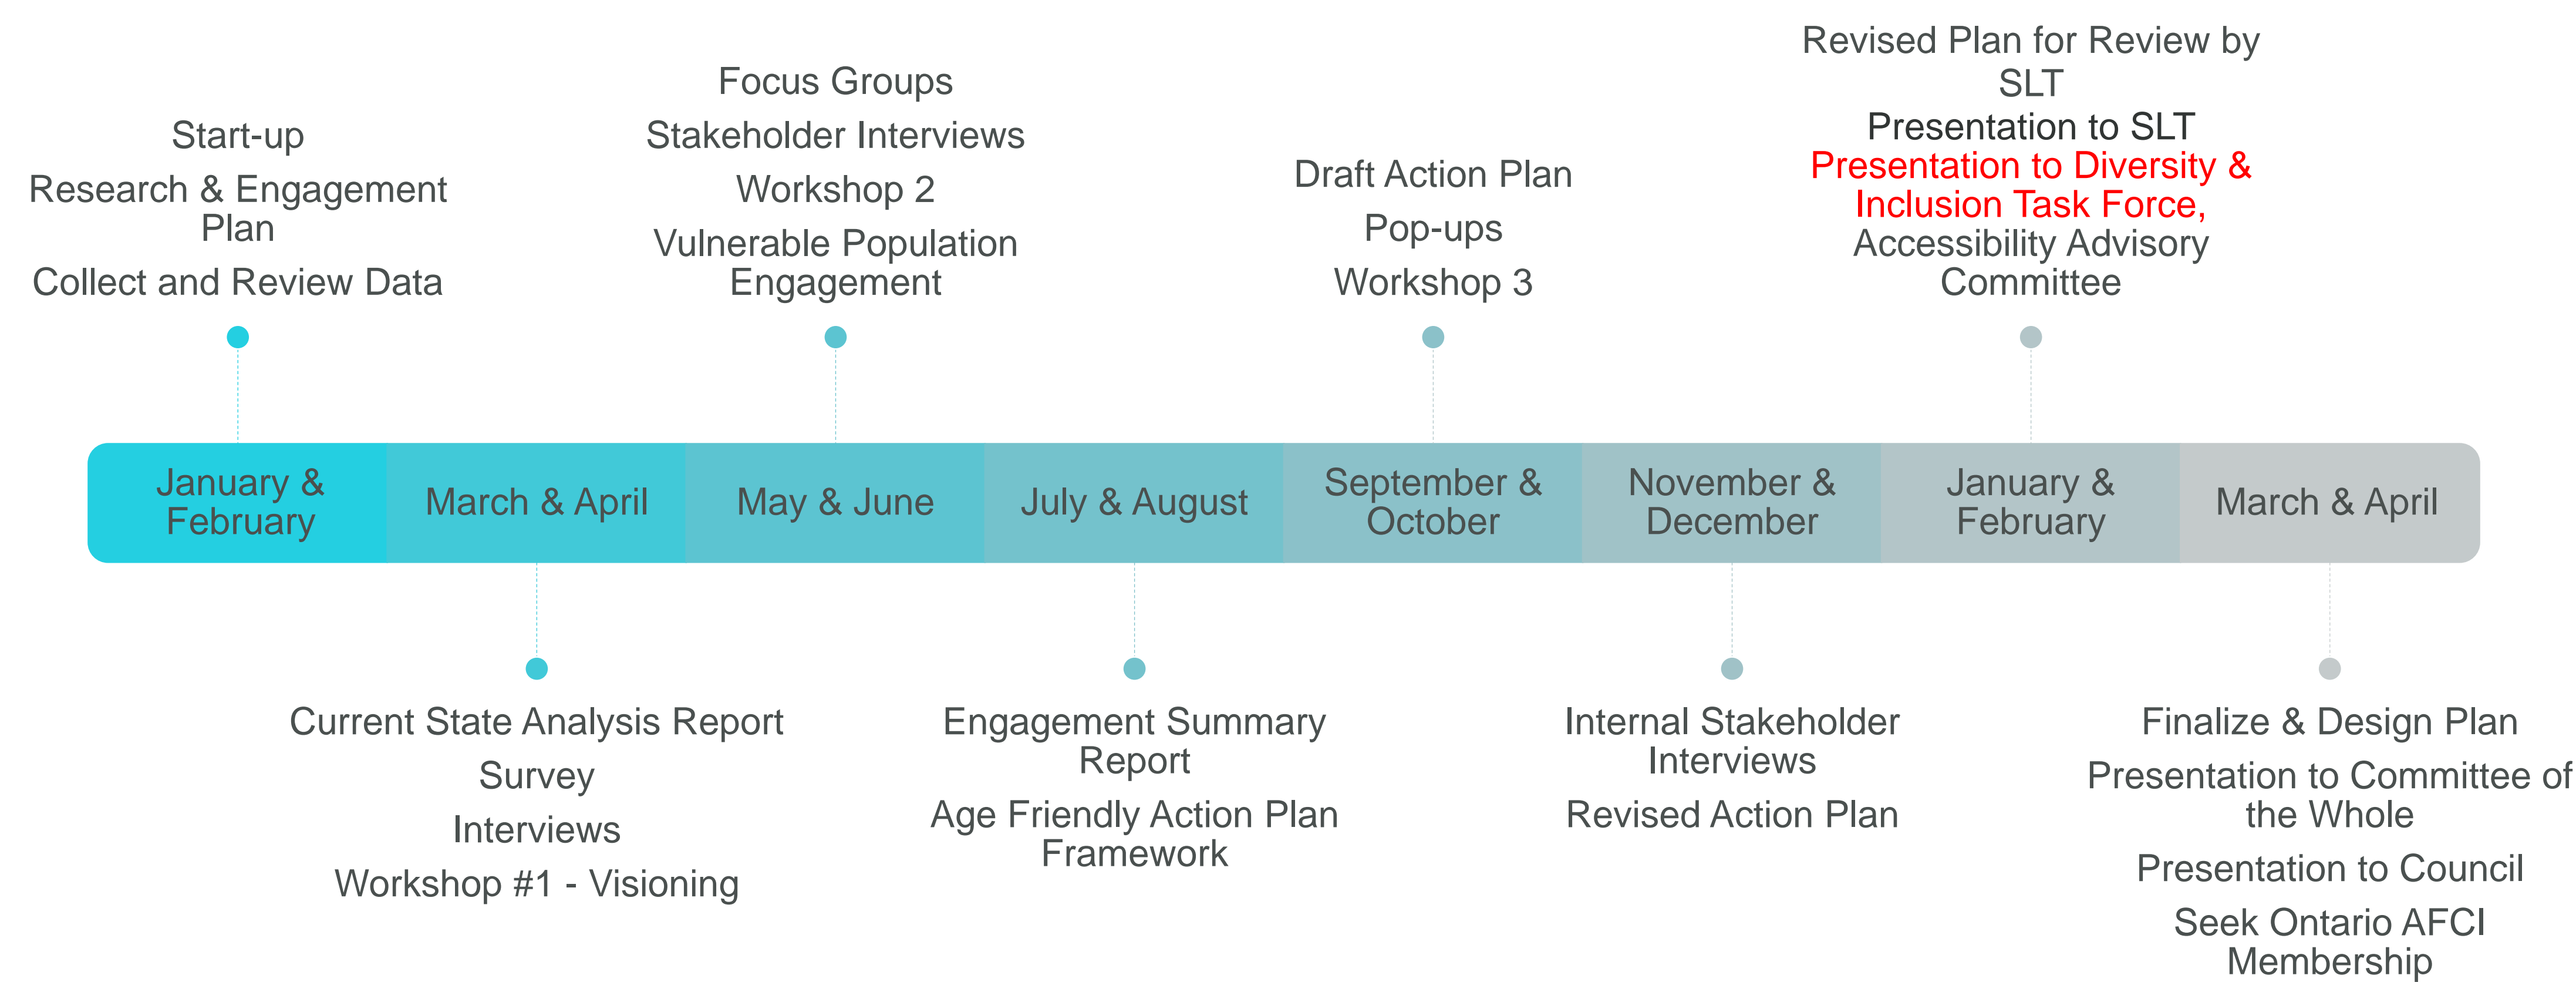 Start-up
Research & Engagement
Plan
Collect and Review Data
Focus Groups
Stakeholder Interviews
Workshop 2
Vulnerable Population
Engagement
Draft Action Plan
Pop-ups
Workshop 3
Revised Plan for Review by
SLT
Presentation to SLT
Presentation to Diversity &
Inclusion Task Force,
Accessibility Advisory
Committee
January &
February
March & April
May & June
July & August
September &
October
November &
December
January &
February
March & April
Current State Analysis Report
Survey
Interviews
Workshop #1 - Visioning
Engagement Summary
Report
Age Friendly Action Plan
Framework
Internal Stakeholder
Interviews
Revised Action Plan
Finalize & Design Plan
Presentation to Committee of
the Whole
Presentation to Council
Seek Ontario AFCI
Membership